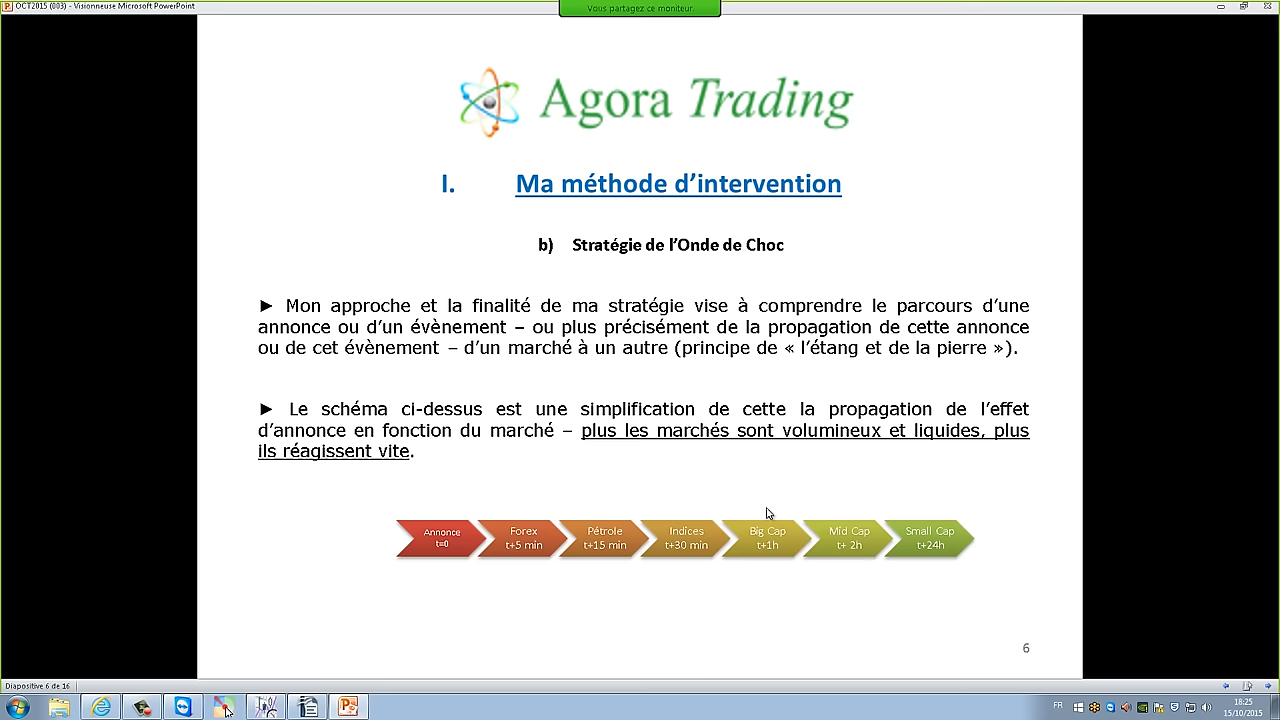 OCT2015 (003) - Visionneuse Microsoft PowerPoint
Vous partagez ce moniteur.
Agora Trading
I. Ma méthode d’intervention
b) Stratégie de l’Onde de Choc
► Mon approche et la finalité de ma stratégie vise à comprendre le parcours d’une
annonce ou d’un évènement – ou plus précisément de la propagation de cette annonce
ou de cet évènement – d’un marché à un autre (principe de « l’étang et de la pierre »).
► Le schéma ci-dessus est une simplification de cette la propagation de l’effet
d’annonce en fonction du marché – plus les marchés sont volumineux et liquides, plus
ils réagissent vite.
Annonce
t=0
Forex
t+5 min
Pétrole
t+15 min
Indices
t+30 min
Big Cap
t+1h
Mid Cap
t+ 2h
Small Cap
t+24h
6
Diapositive 6 de 16
FR
18:25
15/10/2015